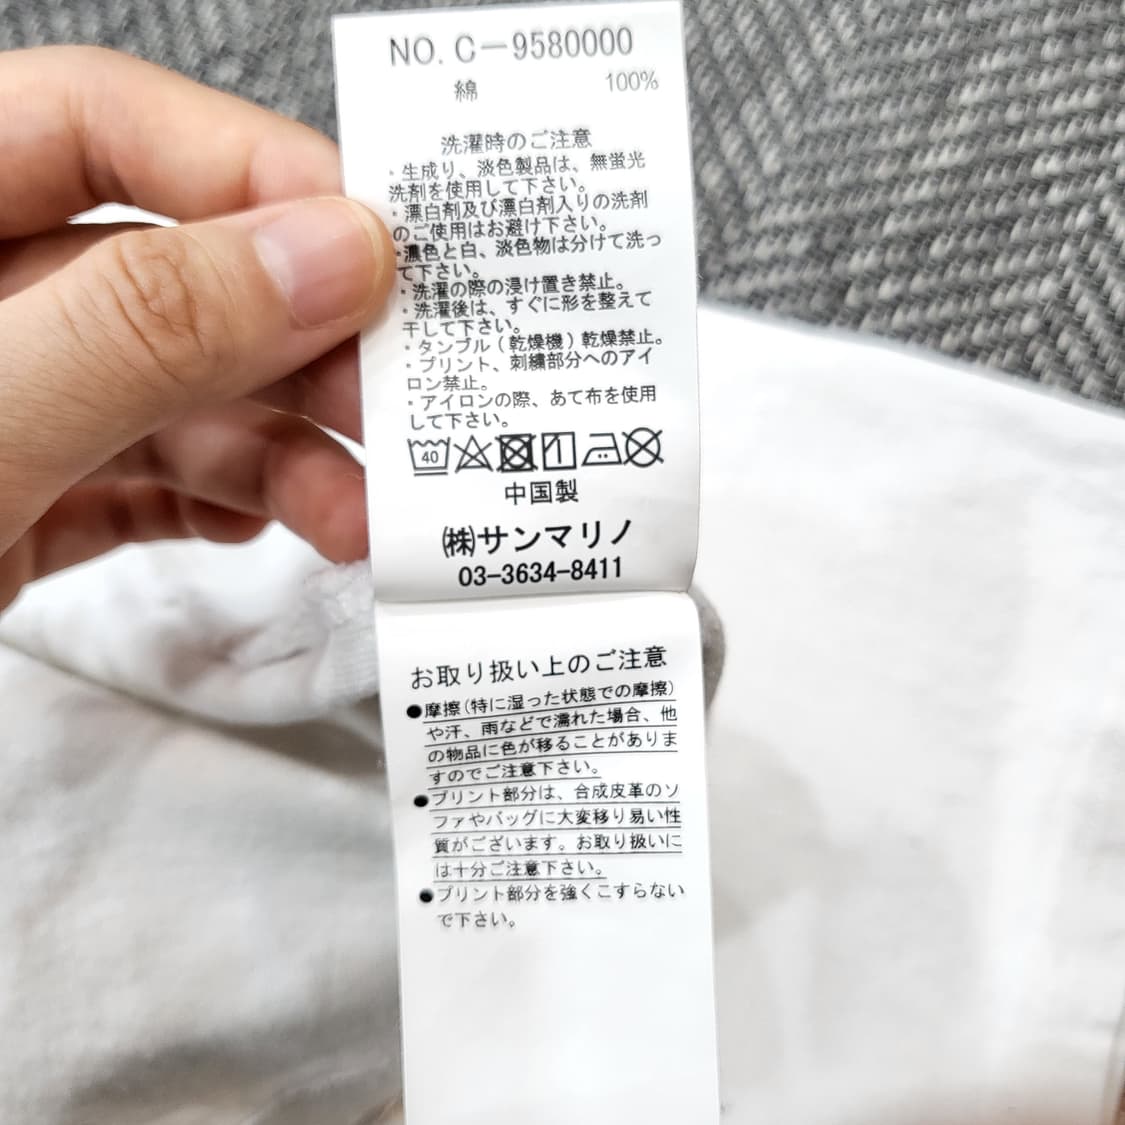 NO. C－9580000
綿 100%
洗濯時のご注意
・生成り、淡色製品は、無蛍光
洗剤を使用して下さい。
・漂白剤及び漂白剤入りの洗剤
のご使用はお避け下さい。
・濃色と白、淡色物は分けて洗っ
て下さい。
・洗濯の際の浸け置き禁止。
・洗濯後は、すぐに形を整えて
干して下さい。
・タンブル（乾燥機）乾燥禁止。
・プリント、刺繍部分へのアイ
ロン禁止。
・アイロンの際、あて布を使用
して下さい。
40
中国製
㈱サンマリノ
03-3634-8411
お取り扱い上のご注意
●摩擦(特に湿った状態での摩擦)
や汗、雨などで濡れた場合、他
の物品に色が移ることがありま
すのでご注意下さい。
●プリント部分は、合成皮革のソ
ファやバッグに大変移り易い性
質がございます。お取り扱いに
は十分ご注意下さい。
●プリント部分を強くこすらない
で下さい。